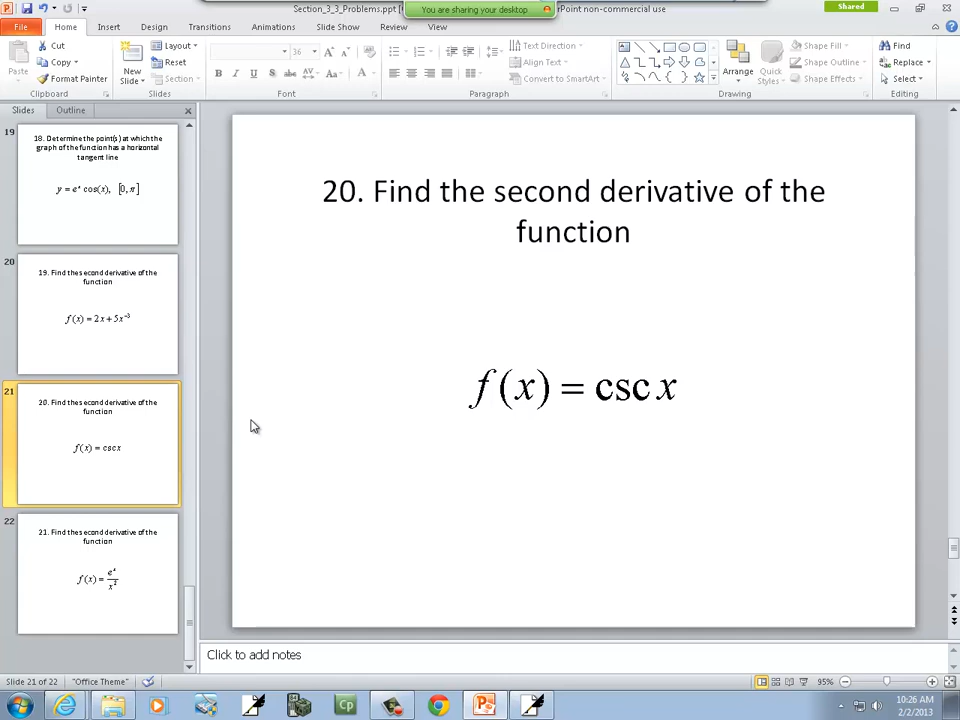 Section_3_3_Problems.ppt [
You are sharing your desktop
Point non-commercial use
Shared
File
Home
Insert
Design
Transitions
Animations
Slide Show
Review
View
Paste
Cut
Copy
Format Painter
Clipboard
New
Slide
Layout
Reset
Section
Slides
36
Font
Text Direction
Align Text
Convert to SmartArt
Paragraph
Arrange
Quick
Styles
Shape Fill
Shape Outline
Shape Effects
Drawing
Find
Replace
Select
Editing
Slides
Outline
19
18. Determine the point(s) at which the
graph of the function has a horizontal
tangent line
y = eˣ cos(x), [0, π]
20
19. Find the second derivative of the
function
f(x) = 2x + 5x⁻³
21
20. Find the second derivative of the
function
f(x) = csc x
22
21. Find the second derivative of the
function
f(x) = eˣ/x²
20. Find the second derivative of the
function
f(x) = csc x
Click to add notes
Slide 21 of 22
"Office Theme"
95%
Cp
10:26 AM
2/2/2013